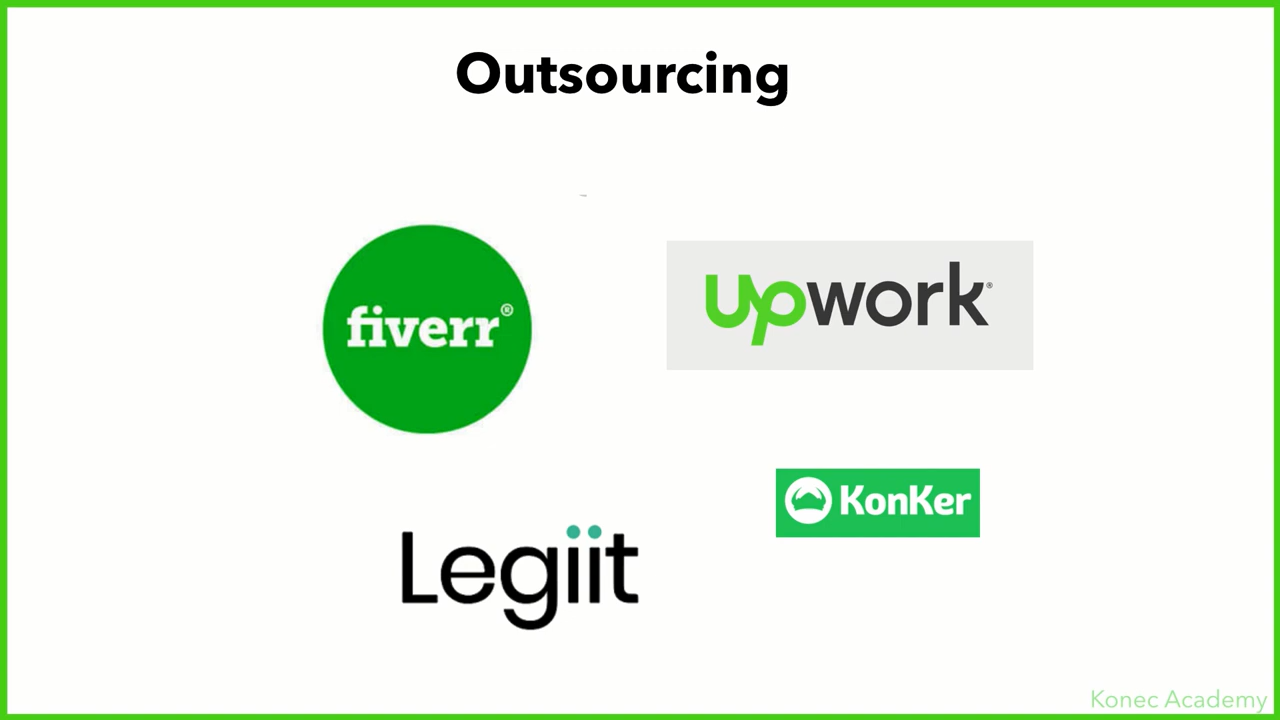 Outsourcing
fiverr®
upwork®
KonKer
Legiit
Konec Academy